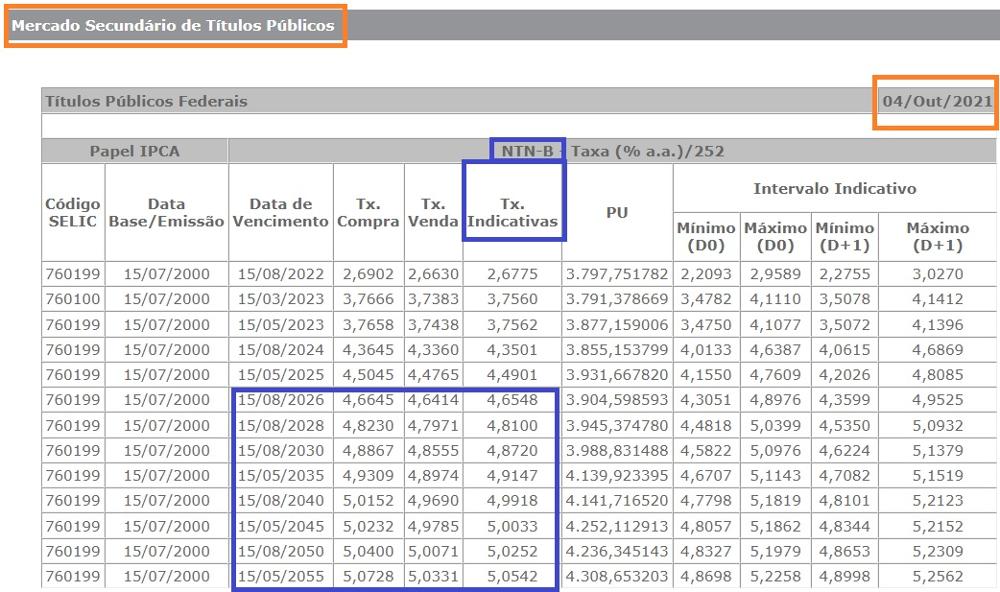 Mercado Secundário de Títulos Públicos
Títulos Públicos Federais 04/Out/2021
Papel IPCA NTN-B - Taxa (% a.a.)/252
Código SELIC Data Base/Emissão Data de Vencimento Tx. Compra Tx. Venda Tx. Indicativas PU Intervalo Indicativo
Mínimo (D0) Máximo (D0) Mínimo (D+1) Máximo (D+1)
760199 15/07/2000 15/08/2022 2,6902 2,6630 2,6775 3.797,751782 2,2093 2,9589 2,2755 3,0270
760100 15/07/2000 15/03/2023 3,7666 3,7383 3,7560 3.791,378669 3,4782 4,1110 3,5078 4,1412
760199 15/07/2000 15/05/2023 3,7658 3,7438 3,7562 3.877,159006 3,4750 4,1077 3,5072 4,1396
760199 15/07/2000 15/08/2024 4,3645 4,3360 4,3501 3.855,153799 4,0133 4,6387 4,0615 4,6869
760199 15/07/2000 15/05/2025 4,5045 4,4765 4,4901 3.931,667820 4,1550 4,7609 4,2026 4,8085
760199 15/07/2000 15/08/2026 4,6645 4,6414 4,6548 3.904,598593 4,3051 4,8976 4,3599 4,9525
760199 15/07/2000 15/08/2028 4,8230 4,7971 4,8100 3.945,374780 4,4818 5,0399 4,5350 5,0932
760199 15/07/2000 15/08/2030 4,8867 4,8555 4,8720 3.988,831488 4,5822 5,0976 4,6224 5,1379
760199 15/07/2000 15/05/2035 4,9309 4,8974 4,9147 4.139,923395 4,6707 5,1143 4,7082 5,1519
760199 15/07/2000 15/08/2040 5,0152 4,9690 4,9918 4.141,716520 4,7798 5,1819 4,8101 5,2123
760199 15/07/2000 15/05/2045 5,0232 4,9785 5,0033 4.252,112913 4,8057 5,1862 4,8344 5,2152
760199 15/07/2000 15/08/2050 5,0400 5,0071 5,0252 4.236,345143 4,8327 5,1979 4,8653 5,2309
760199 15/07/2000 15/05/2055 5,0728 5,0331 5,0542 4.308,653203 4,8698 5,2258 4,8998 5,2562